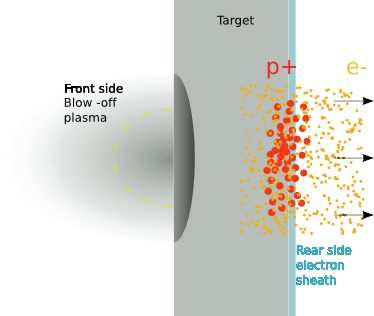 Target
p+
e-
Front side
Blow -off
plasma
Rear side
electron
sheath